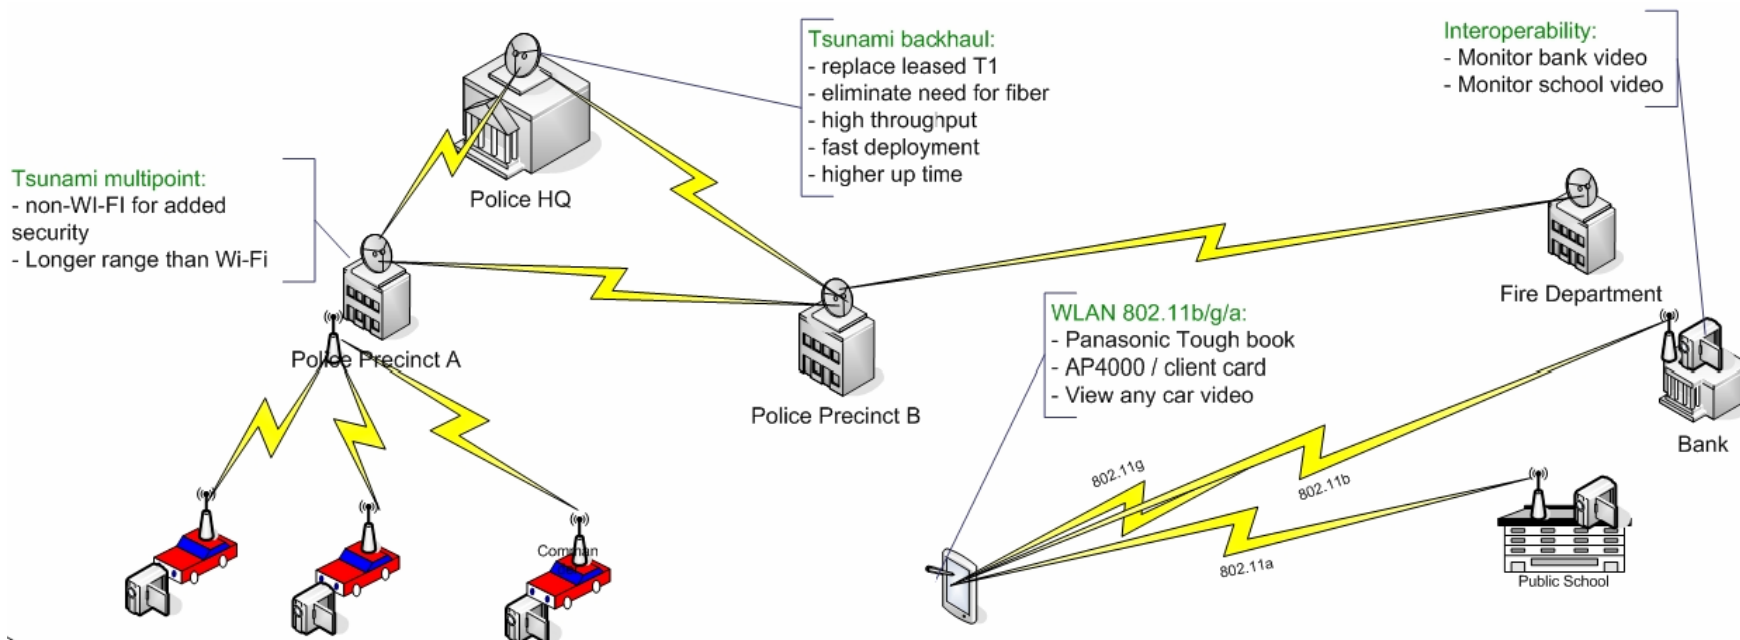 Tsunami backhaul:
- replace leased T1
- eliminate need for fiber
- high throughput
- fast deployment
- higher up time
Interoperability:
- Monitor bank video
- Monitor school video
Tsunami multipoint:
- non-WI-FI for added
security
- Longer range than Wi-Fi
Police HQ
Fire Department
WLAN 802.11b/g/a:
- Panasonic Tough book
- AP4000 / client card
- View any car video
Police Precinct A
Police Precinct B
Bank
802.11g
802.11b
802.11a
Comman
Public School